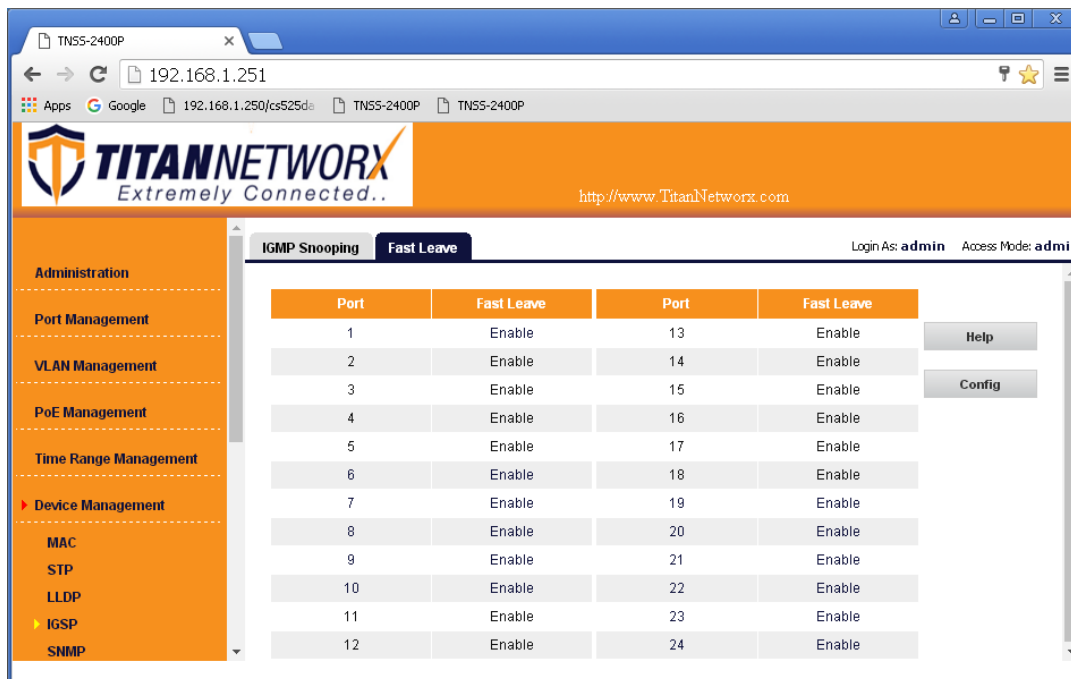 TNSS-2400P
192.168.1.251
Apps Google 192.168.1.250/cs525da TNSS-2400P TNSS-2400P
TITANNETWORX
Extremely Connected..
http://www.TitanNetworx.com
IGMP Snooping Fast Leave Login As: admin Access Mode: admi
Administration
Port Management
VLAN Management
PoE Management
Time Range Management
Device Management
MAC
STP
LLDP
IGSP
SNMP
Port Fast Leave Port Fast Leave
1 Enable 13 Enable
2 Enable 14 Enable
3 Enable 15 Enable
4 Enable 16 Enable
5 Enable 17 Enable
6 Enable 18 Enable
7 Enable 19 Enable
8 Enable 20 Enable
9 Enable 21 Enable
10 Enable 22 Enable
11 Enable 23 Enable
12 Enable 24 Enable
Help
Config